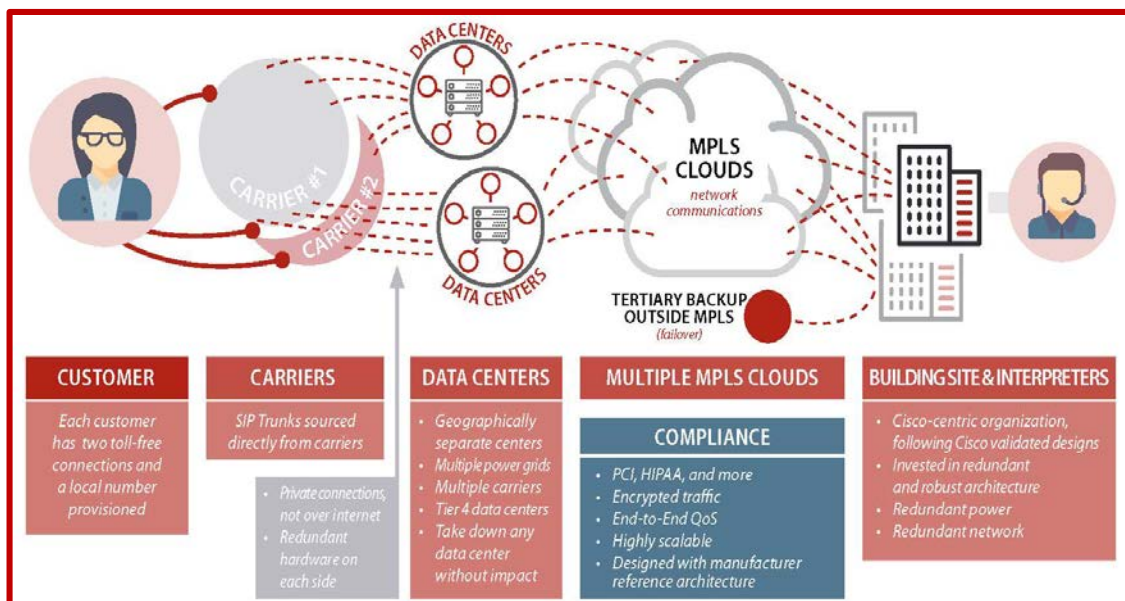 DATA CENTERS
CARRIER #1
CARRIER #2
DATA CENTERS
MPLS
CLOUDS
network
communications
TERTIARY BACKUP
OUTSIDE MPLS
(failover)
CUSTOMER
Each customer
has two toll-free
connections and
a local number
provisioned
CARRIERS
SIP Trunks sourced
directly from carriers
• Private connections,
not over internet
• Redundant
hardware on
each side
DATA CENTERS
• Geographically
separate centers
• Multiple power grids
• Multiple carriers
• Tier 4 data centers
• Take down any
data center
without impact
MULTIPLE MPLS CLOUDS
COMPLIANCE
• PCI, HIPAA, and more
• Encrypted traffic
• End-to-End QoS
• Highly scalable
• Designed with manufacturer
reference architecture
BUILDING SITE & INTERPRETERS
• Cisco-centric organization,
following Cisco validated designs
• Invested in redundant
and robust architecture
• Redundant power
• Redundant network